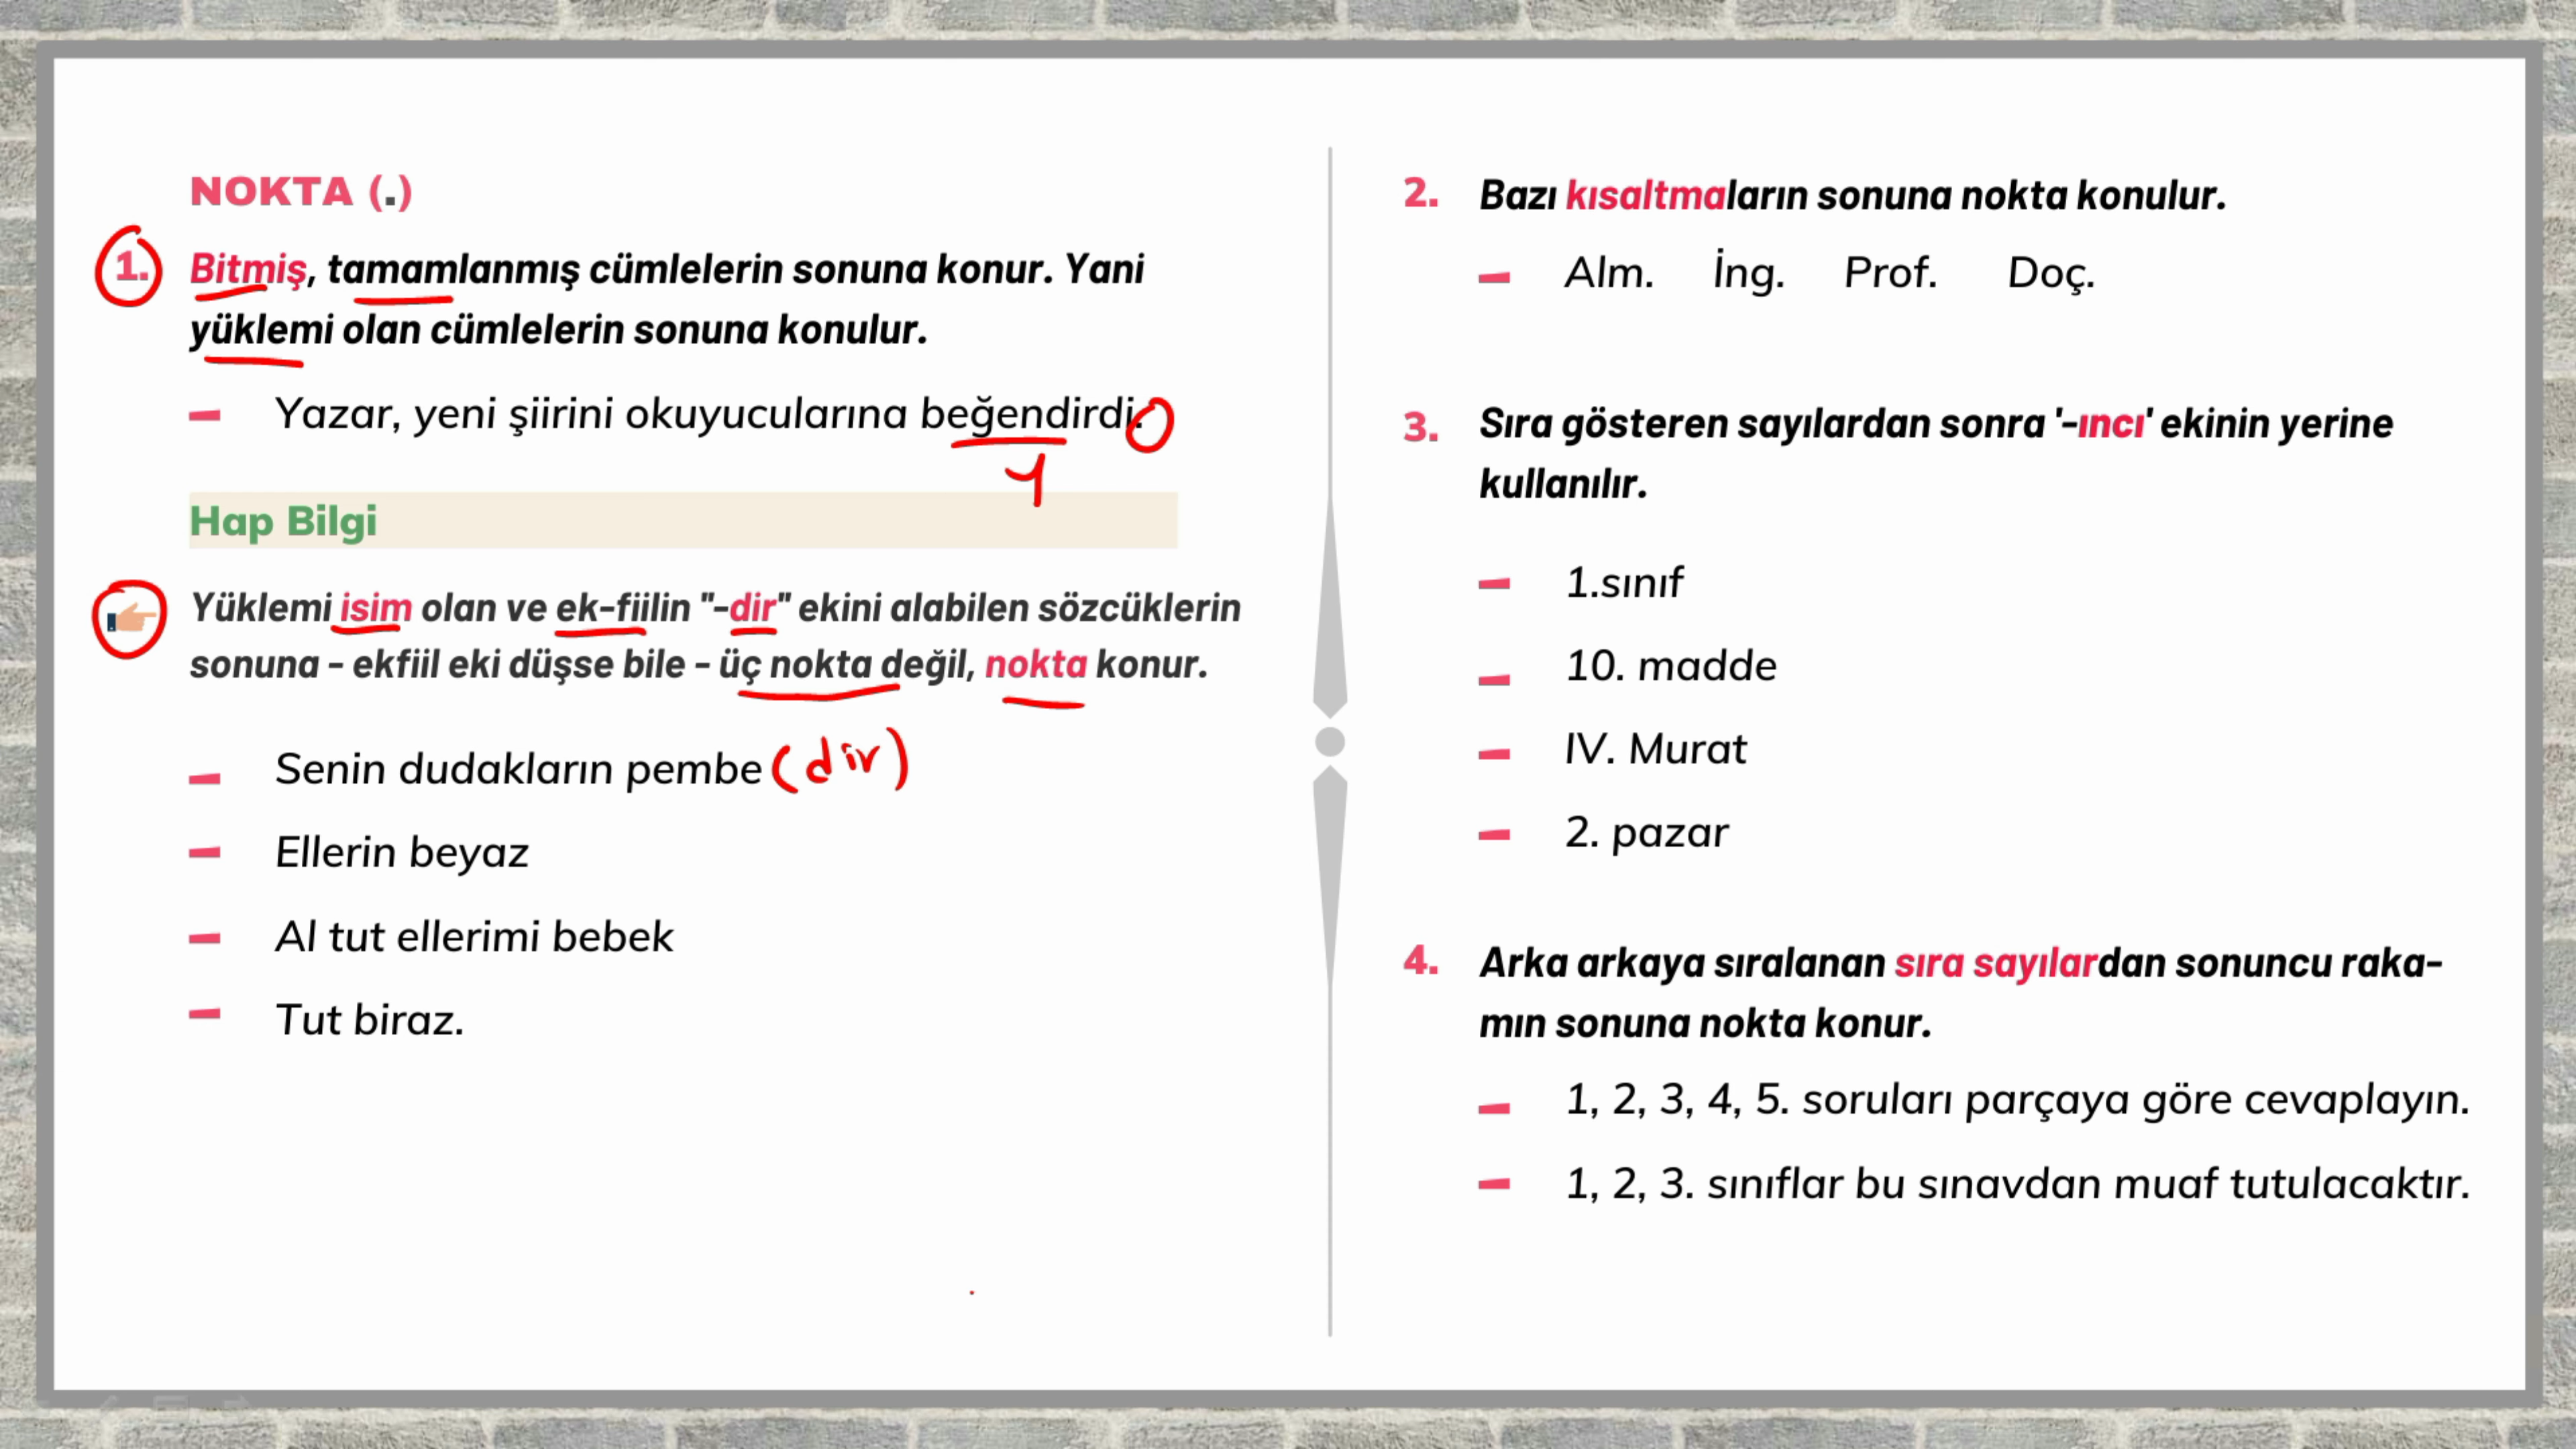 NOKTA (.)
1. Bitmiş, tamamlanmış cümlelerin sonuna konur. Yani
yüklemi olan cümlelerin sonuna konulur.
Yazar, yeni şiirini okuyucularına beğendirdi.
Y
Hap Bilgi
Yüklemi isim olan ve ek-fiilin "-dir" ekini alabilen sözcüklerin
sonuna - ekfiil eki düşse bile - üç nokta değil, nokta konur.
Senin dudakların pembe (dir)
Ellerin beyaz
Al tut ellerimi bebek
Tut biraz.
2. Bazı kısaltmaların sonuna nokta konulur.
Alm. İng. Prof. Doç.
3. Sıra gösteren sayılardan sonra '-ıncı' ekinin yerine
kullanılır.
1.sınıf
10. madde
IV. Murat
2. pazar
4. Arka arkaya sıralanan sıra sayılardan sonuncu raka-
mın sonuna nokta konur.
1, 2, 3, 4, 5. soruları parçaya göre cevaplayın.
1, 2, 3. sınıflar bu sınavdan muaf tutulacaktır.